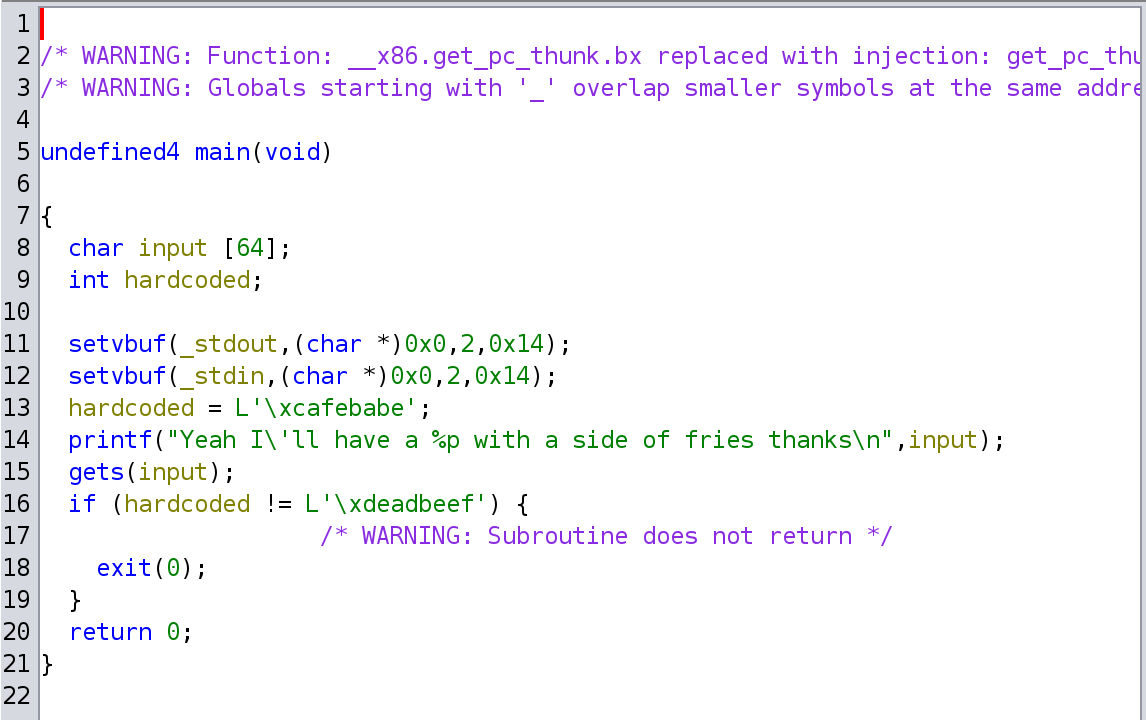 1
2 /* WARNING: Function: __x86.get_pc_thunk.bx replaced with injection: get_pc_thu
3 /* WARNING: Globals starting with '_' overlap smaller symbols at the same addre
4
5 undefined4 main(void)
6
7 {
8   char input [64];
9   int hardcoded;
10
11   setvbuf(_stdout,(char *)0x0,2,0x14);
12   setvbuf(_stdin,(char *)0x0,2,0x14);
13   hardcoded = L'\xcafebabe';
14   printf("Yeah I\'ll have a %p with a side of fries thanks\n",input);
15   gets(input);
16   if (hardcoded != L'\xdeadbeef') {
17                     /* WARNING: Subroutine does not return */
18     exit(0);
19   }
20   return 0;
21 }
22